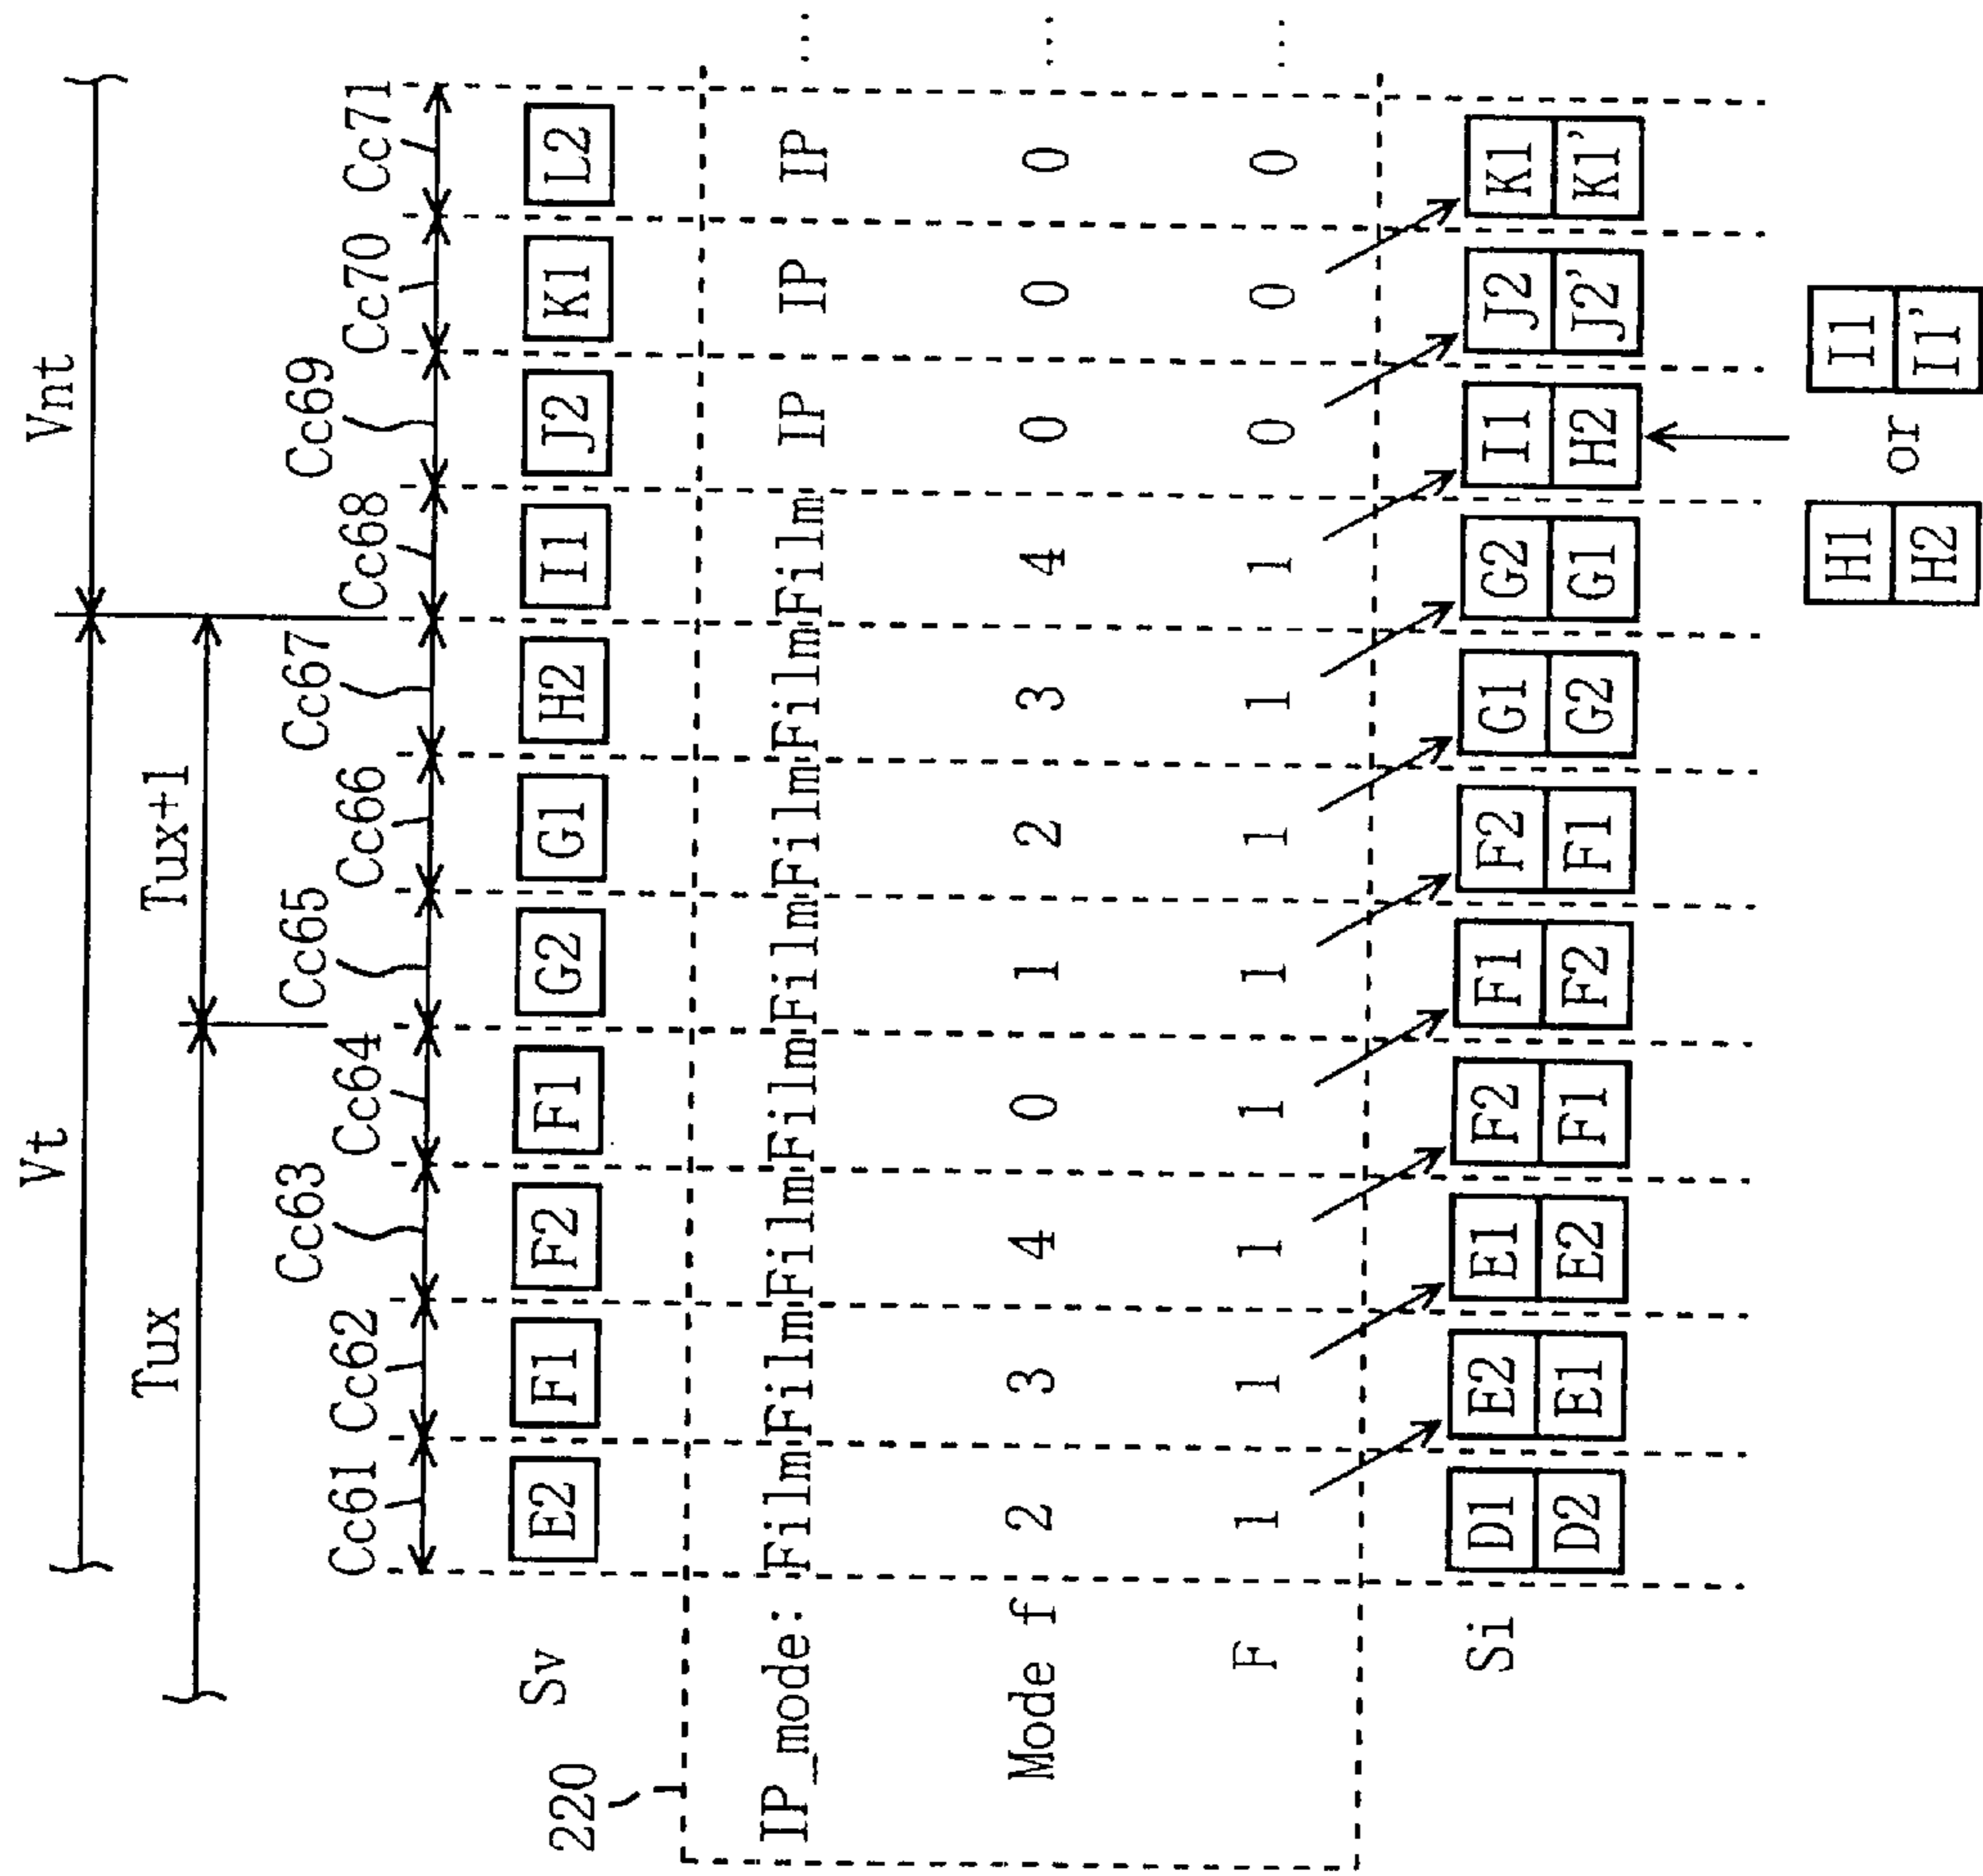 Vt Vnt
Tux Tux+1
Cc61 Cc62 Cc63 Cc64 Cc65 Cc66 Cc67 Cc68 Cc69 Cc70 Cc71
Sv E2 F1 F2 F1 G2 G1 H2 I1 J2 K1 L2
220
IP_mode: Film Film Film Film Film Film Film Film IP IP IP ...
Mode f 2 3 4 0 1 2 3 4 0 0 0 ...
F 1 1 1 1 1 1 1 1 0 0 0 ...
Si D1 E2 E1 F2 F1 F2 G1 G2 I1 J2 K1
D2 E1 E2 F1 F2 F1 G2 G1 H2 J2' K1'
H1 or I1
H2 I1'